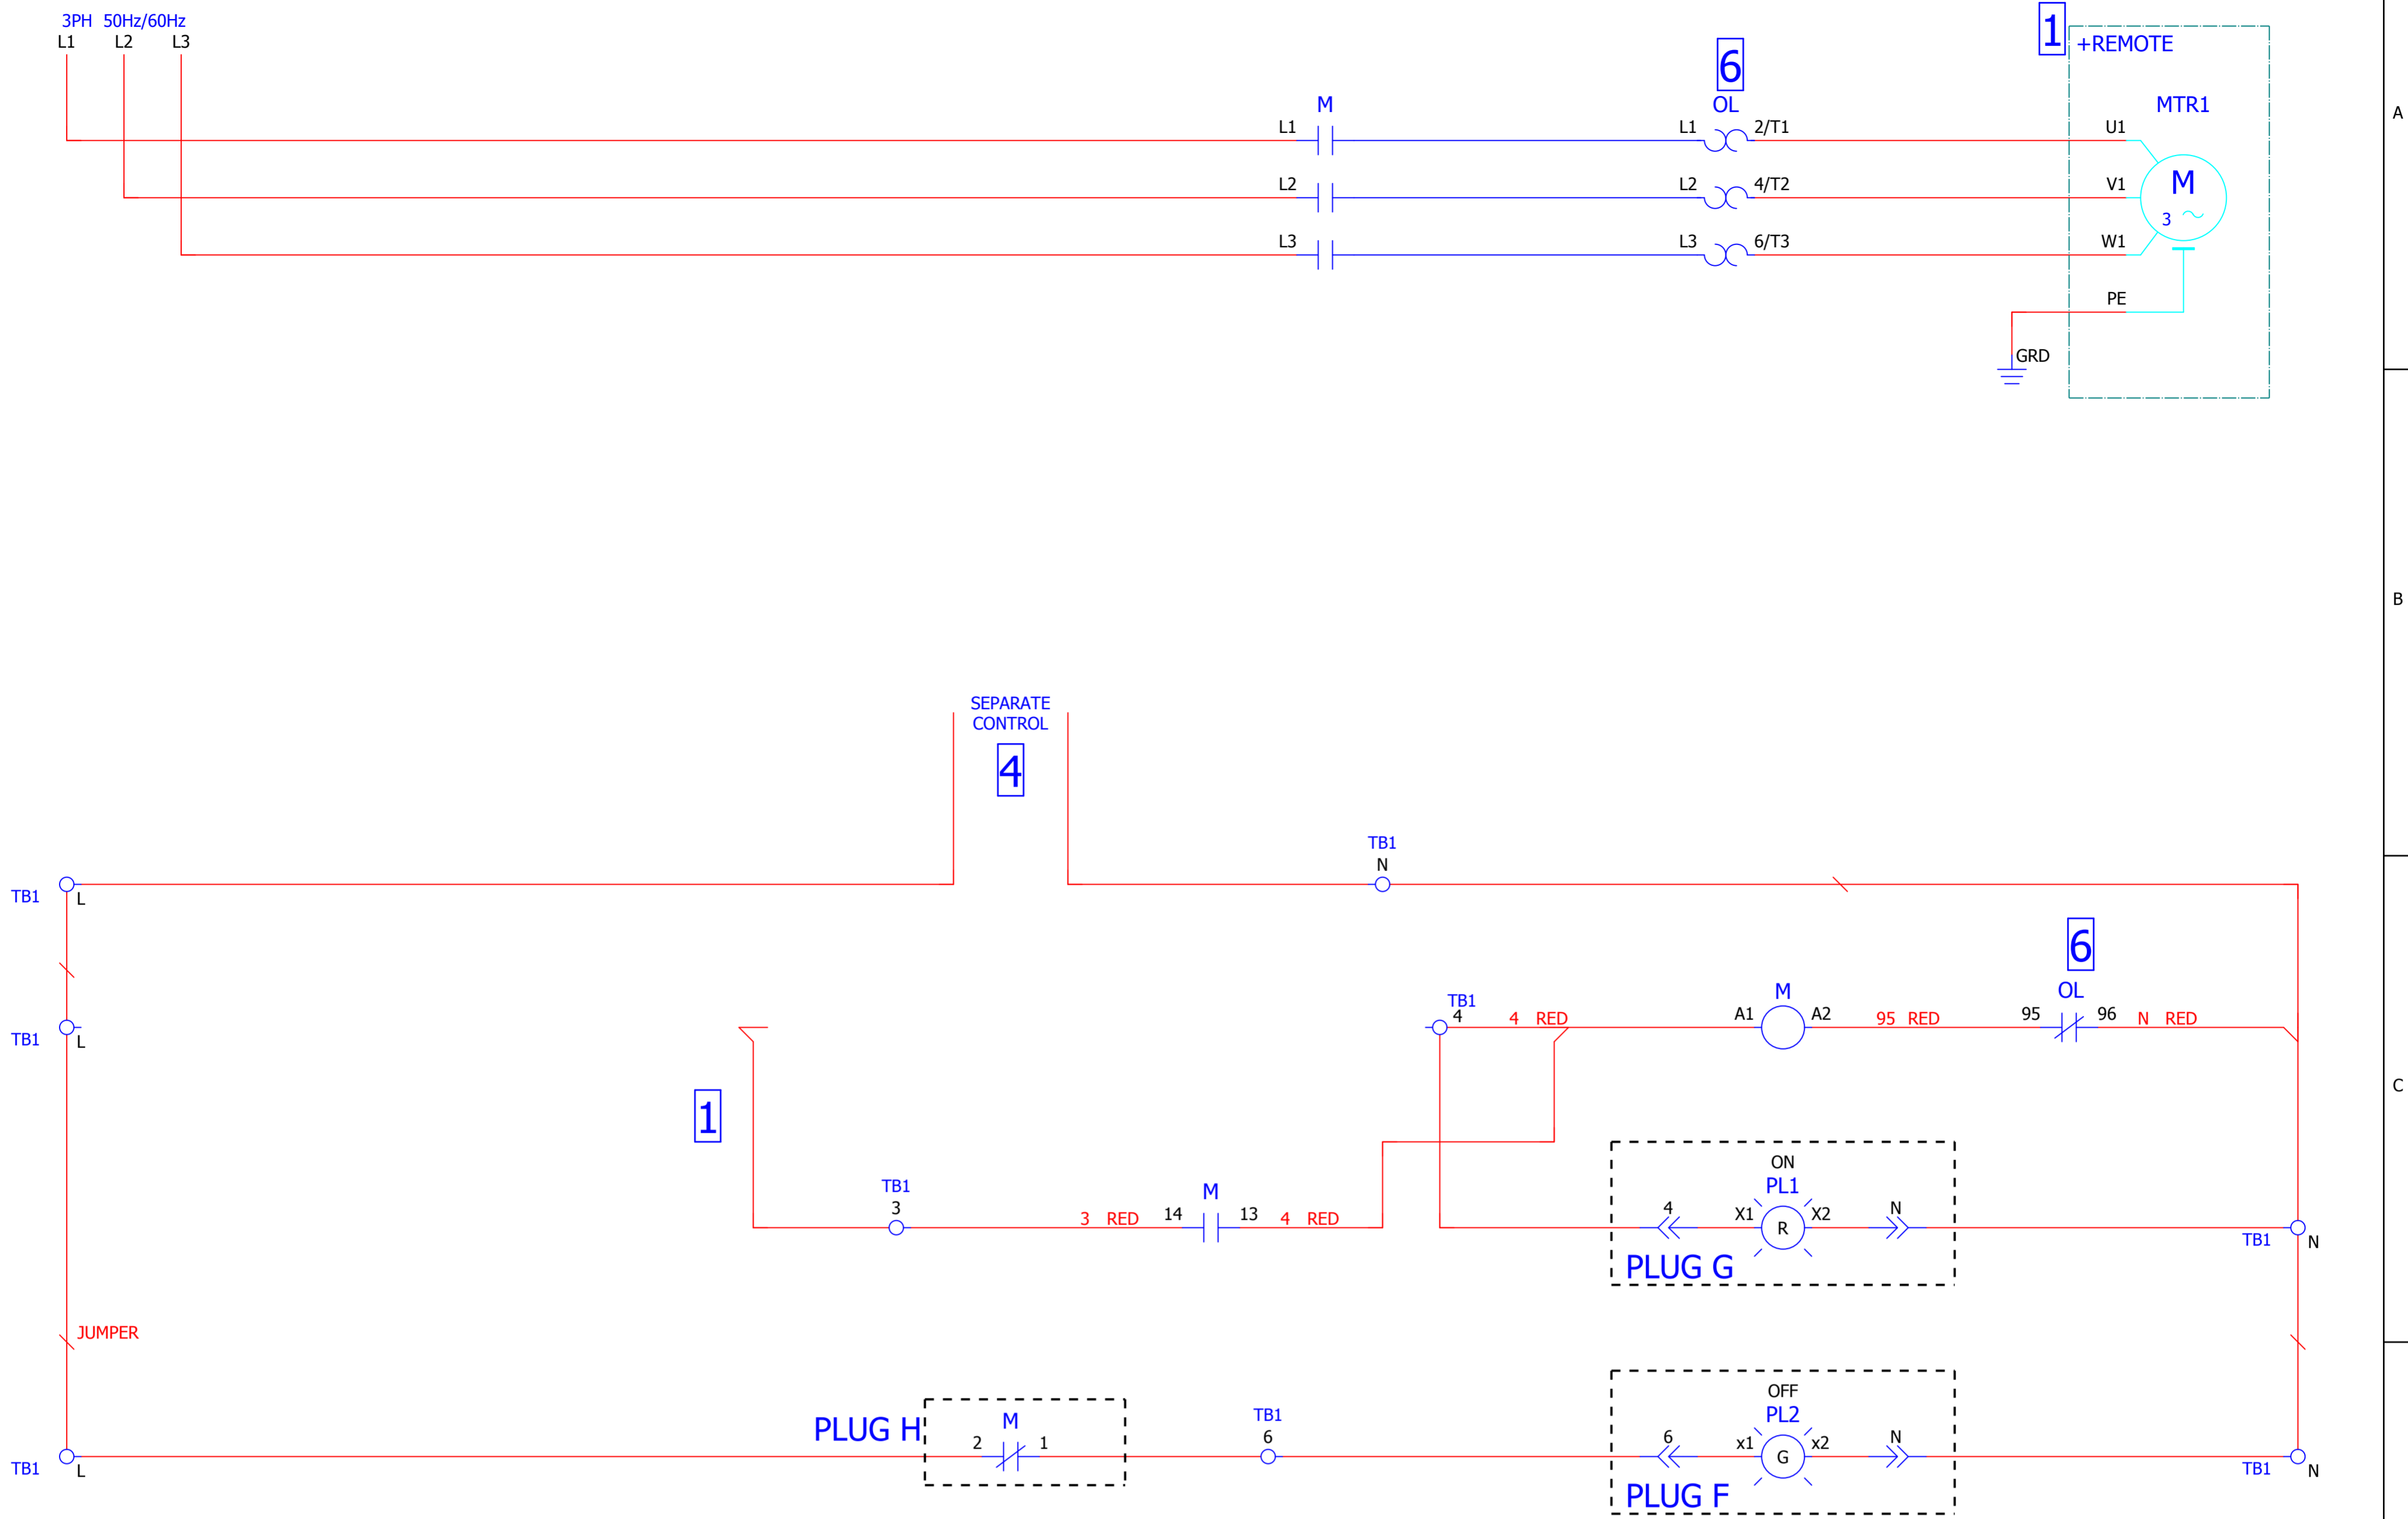 3PH 50Hz/60Hz
L1 L2 L3
1
+REMOTE
6
OL
M
MTR1
A
L1
L1 2/T1
U1
L2
L2 4/T2
V1
M
3
L3
L3 6/T3
W1
PE
GRD
B
SEPARATE
CONTROL
4
TB1
N
TB1 L
6
OL
M
TB1
4
4 RED
A1 A2
95 RED
95 96
N RED
TB1 L
C
1
ON
PL1
TB1
3
M
3 RED 14 13 4 RED
4
X1 R X2
N
TB1 N
PLUG G
JUMPER
OFF
PL2
PLUG H
M
2 1
TB1
6
6
x1 G x2
N
TB1 L
TB1 N
PLUG F